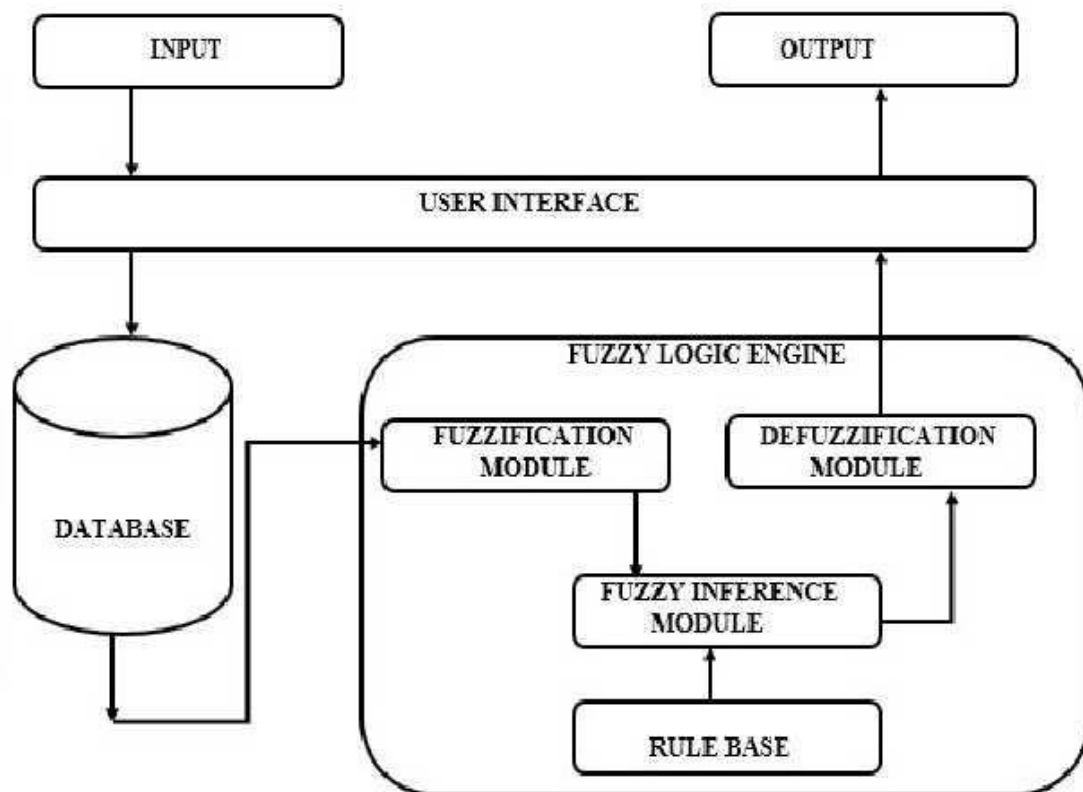 INPUT
OUTPUT
USER INTERFACE
FUZZY LOGIC ENGINE
FUZZIFICATION
MODULE
DEFUZZIFICATION
MODULE
DATABASE
FUZZY INFERENCE
MODULE
RULE BASE